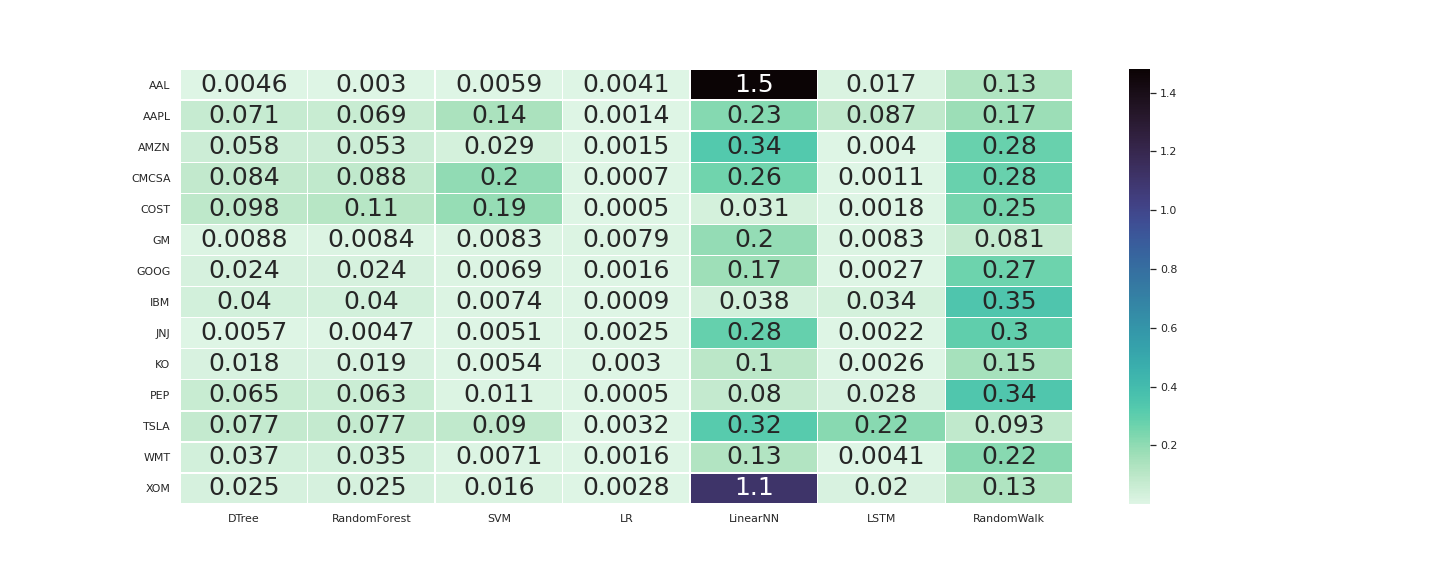 AAL 0.0046 0.003 0.0059 0.0041 1.5 0.017 0.13
AAPL 0.071 0.069 0.14 0.0014 0.23 0.087 0.17
AMZN 0.058 0.053 0.029 0.0015 0.34 0.004 0.28
CMCSA 0.084 0.088 0.2 0.0007 0.26 0.0011 0.28
COST 0.098 0.11 0.19 0.0005 0.031 0.0018 0.25
GM 0.0088 0.0084 0.0083 0.0079 0.2 0.0083 0.081
GOOG 0.024 0.024 0.0069 0.0016 0.17 0.0027 0.27
IBM 0.04 0.04 0.0074 0.0009 0.038 0.034 0.35
JNJ 0.0057 0.0047 0.0051 0.0025 0.28 0.0022 0.3
KO 0.018 0.019 0.0054 0.003 0.1 0.0026 0.15
PEP 0.065 0.063 0.011 0.0005 0.08 0.028 0.34
TSLA 0.077 0.077 0.09 0.0032 0.32 0.22 0.093
WMT 0.037 0.035 0.0071 0.0016 0.13 0.0041 0.22
XOM 0.025 0.025 0.016 0.0028 1.1 0.02 0.13
DTree RandomForest SVM LR LinearNN LSTM RandomWalk
1.4
1.2
1.0
0.8
0.6
0.4
0.2